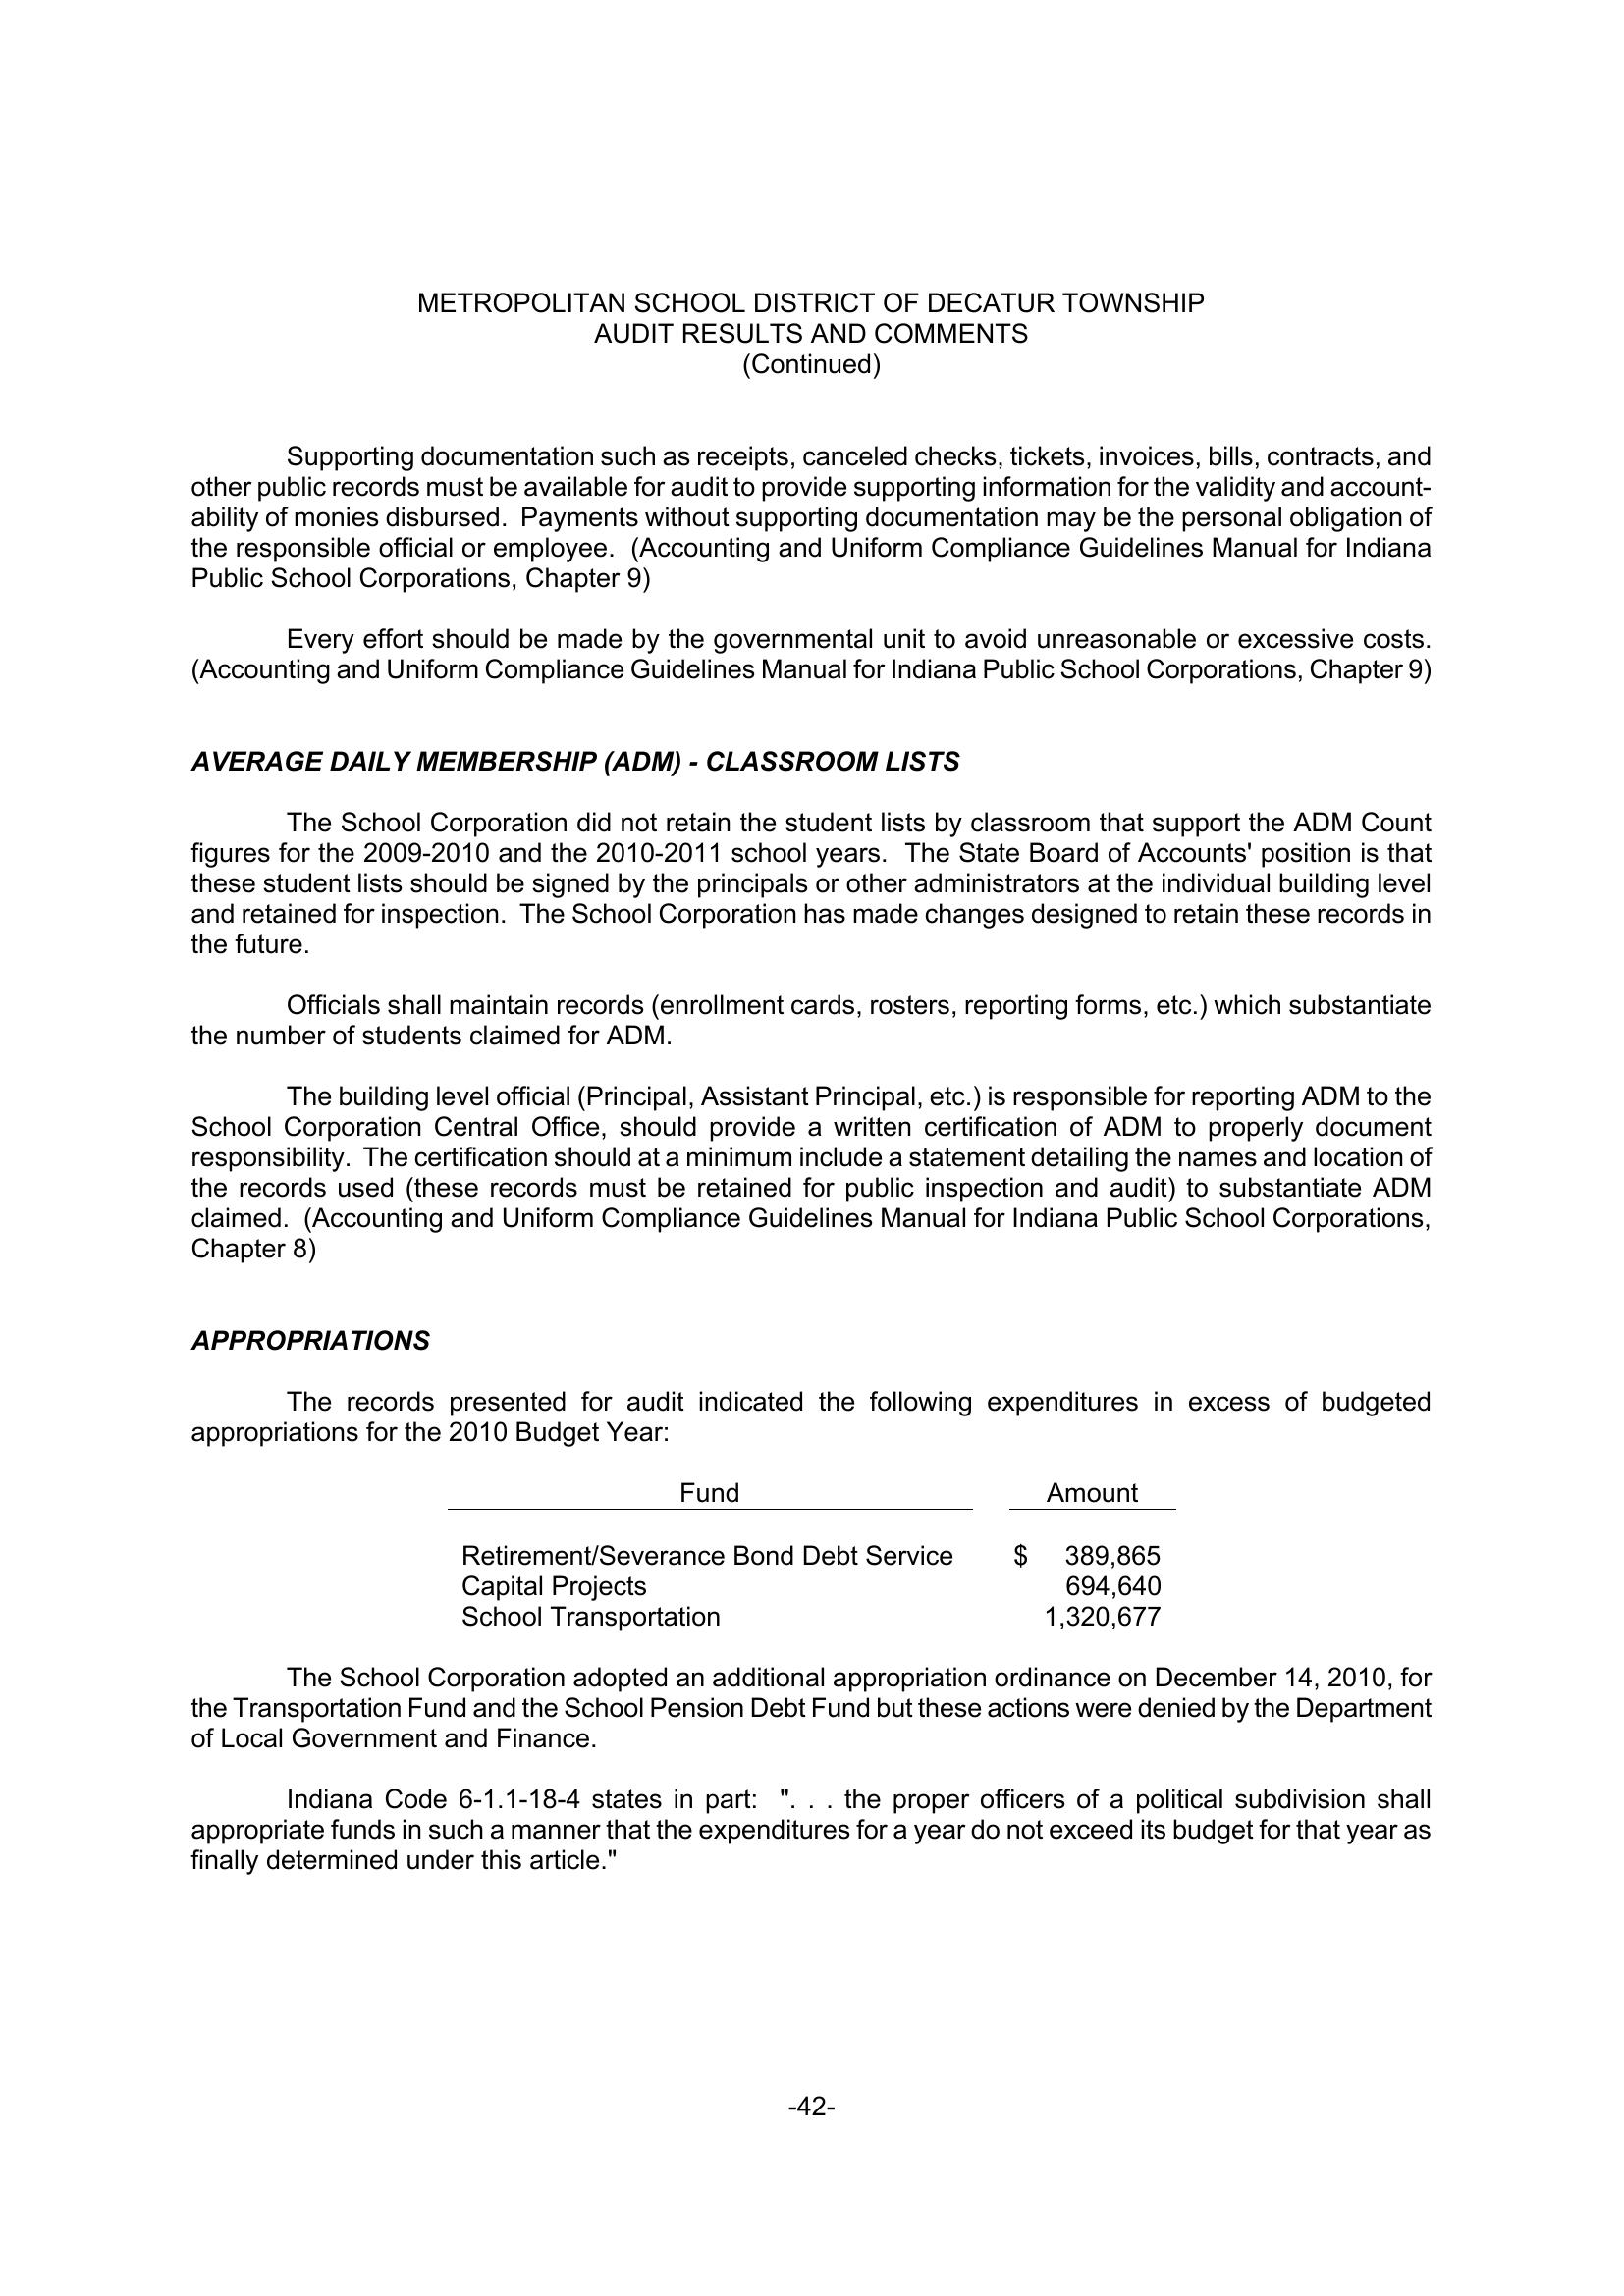 METROPOLITAN SCHOOL DISTRICT OF DECATUR TOWNSHIP
AUDIT RESULTS AND COMMENTS
(Continued)
Supporting documentation such as receipts, canceled checks, tickets, invoices, bills, contracts, and
other public records must be available for audit to provide supporting information for the validity and account-
ability of monies disbursed.  Payments without supporting documentation may be the personal obligation of
the responsible official or employee.  (Accounting and Uniform Compliance Guidelines Manual for Indiana
Public School Corporations, Chapter 9)
Every effort should be made by the governmental unit to avoid unreasonable or excessive costs.
(Accounting and Uniform Compliance Guidelines Manual for Indiana Public School Corporations, Chapter 9)
AVERAGE DAILY MEMBERSHIP (ADM) - CLASSROOM LISTS
The School Corporation did not retain the student lists by classroom that support the ADM Count
figures for the 2009-2010 and the 2010-2011 school years.  The State Board of Accounts' position is that
these student lists should be signed by the principals or other administrators at the individual building level
and retained for inspection.  The School Corporation has made changes designed to retain these records in
the future.
Officials shall maintain records (enrollment cards, rosters, reporting forms, etc.) which substantiate
the number of students claimed for ADM.
The building level official (Principal, Assistant Principal, etc.) is responsible for reporting ADM to the
School Corporation Central Office, should provide a written certification of ADM to properly document
responsibility.  The certification should at a minimum include a statement detailing the names and location of
the records used (these records must be retained for public inspection and audit) to substantiate ADM
claimed.  (Accounting and Uniform Compliance Guidelines Manual for Indiana Public School Corporations,
Chapter 8)
APPROPRIATIONS
The records presented for audit indicated the following expenditures in excess of budgeted
appropriations for the 2010 Budget Year:
Fund Amount
Retirement/Severance Bond Debt Service $ 389,865
Capital Projects 694,640
School Transportation 1,320,677
The School Corporation adopted an additional appropriation ordinance on December 14, 2010, for
the Transportation Fund and the School Pension Debt Fund but these actions were denied by the Department
of Local Government and Finance.
Indiana Code 6-1.1-18-4 states in part:  ". . . the proper officers of a political subdivision shall
appropriate funds in such a manner that the expenditures for a year do not exceed its budget for that year as
finally determined under this article."
-42-